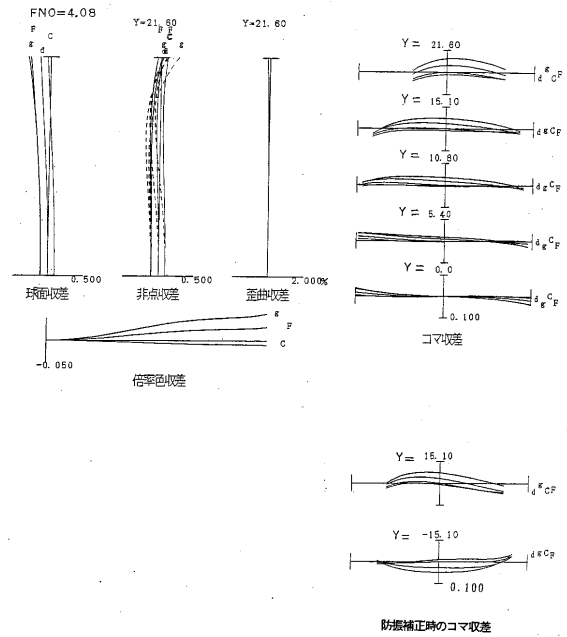 FNO=4.08
F
g
C
d
0.500
球面収差
Y=21.60
F
F
C
g
d
g
0.500
非点収差
Y=21.60
2.000%
歪曲収差
g
F
C
-0.050
倍率色収差
Y= 21.60
d g C F
Y= 15.10
d g C F
Y= 10.80
d g C F
Y= 5.40
d g C F
Y= 0.0
d g C F
0.100
コマ収差
Y= 15.10
d g C F
Y= -15.10
d g C F
0.100
防振補正時のコマ収差